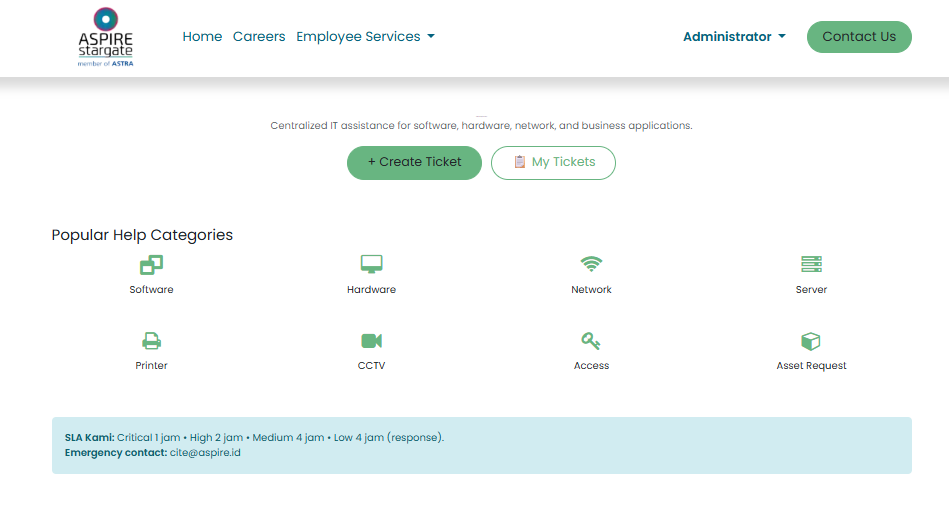 ASPIRE
stargate
member of ASTRA
Home Careers Employee Services
Administrator
Contact Us
Centralized IT assistance for software, hardware, network, and business applications.
+ Create Ticket
My Tickets
Popular Help Categories
Software
Hardware
Network
Server
Printer
CCTV
Access
Asset Request
SLA Kami: Critical 1 jam • High 2 jam • Medium 4 jam • Low 4 jam (response).
Emergency contact: cite@aspire.id